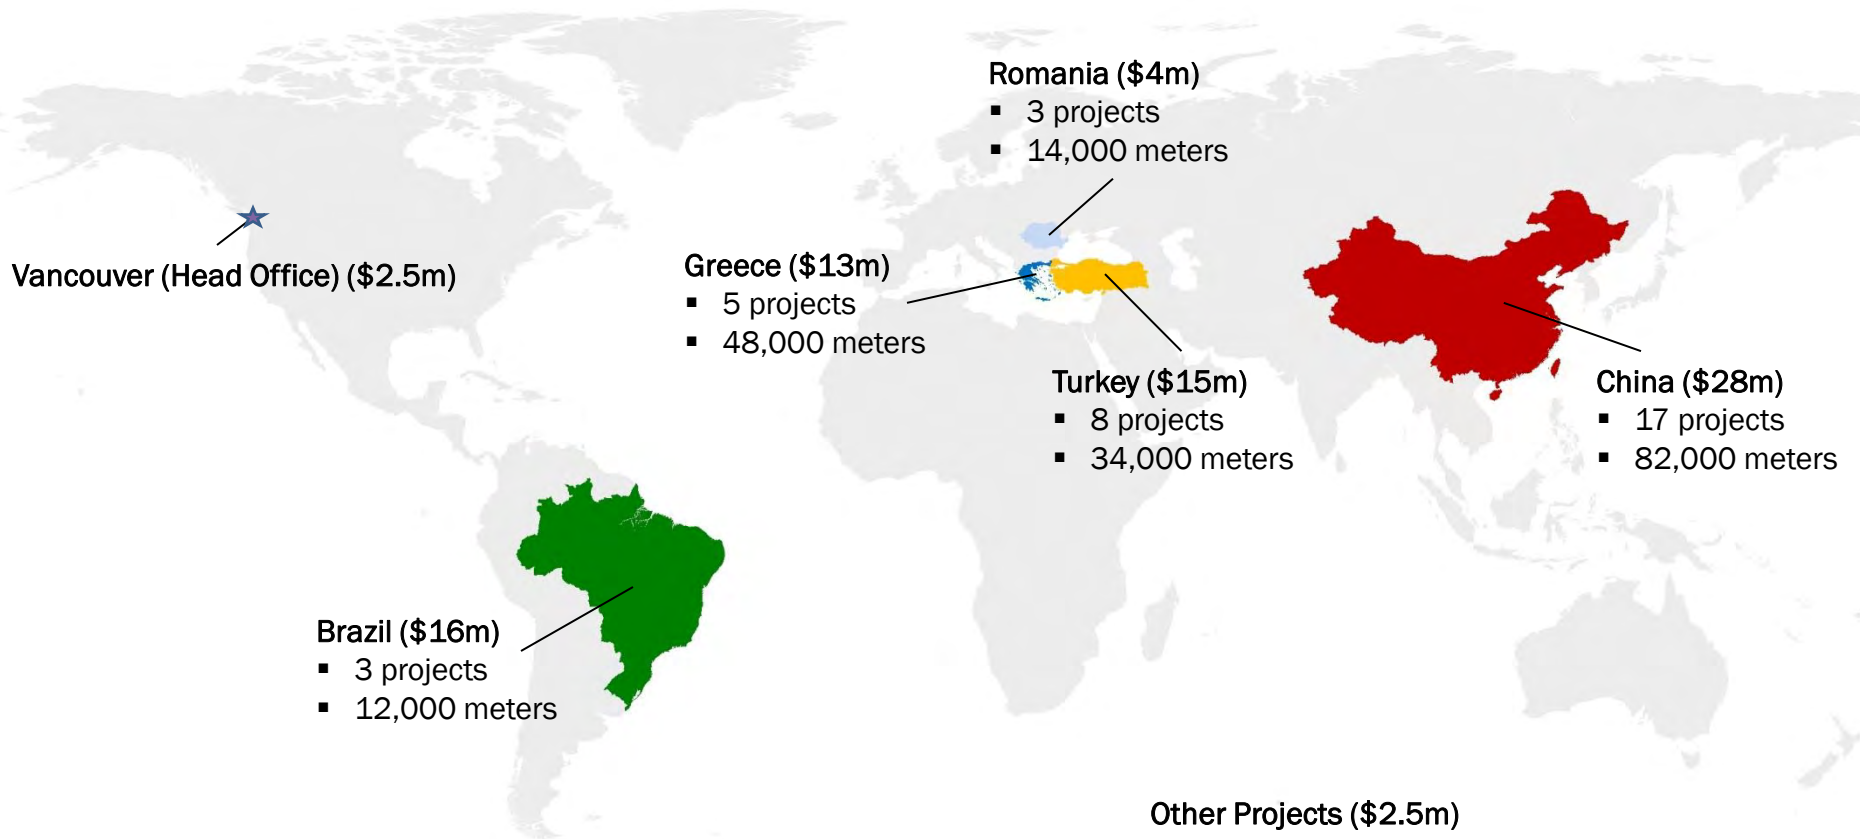 Romania ($4m)
▪ 3 projects
▪ 14,000 meters
Vancouver (Head Office) ($2.5m)
Greece ($13m)
▪ 5 projects
▪ 48,000 meters
Turkey ($15m)
▪ 8 projects
▪ 34,000 meters
China ($28m)
▪ 17 projects
▪ 82,000 meters
Brazil ($16m)
▪ 3 projects
▪ 12,000 meters
Other Projects ($2.5m)